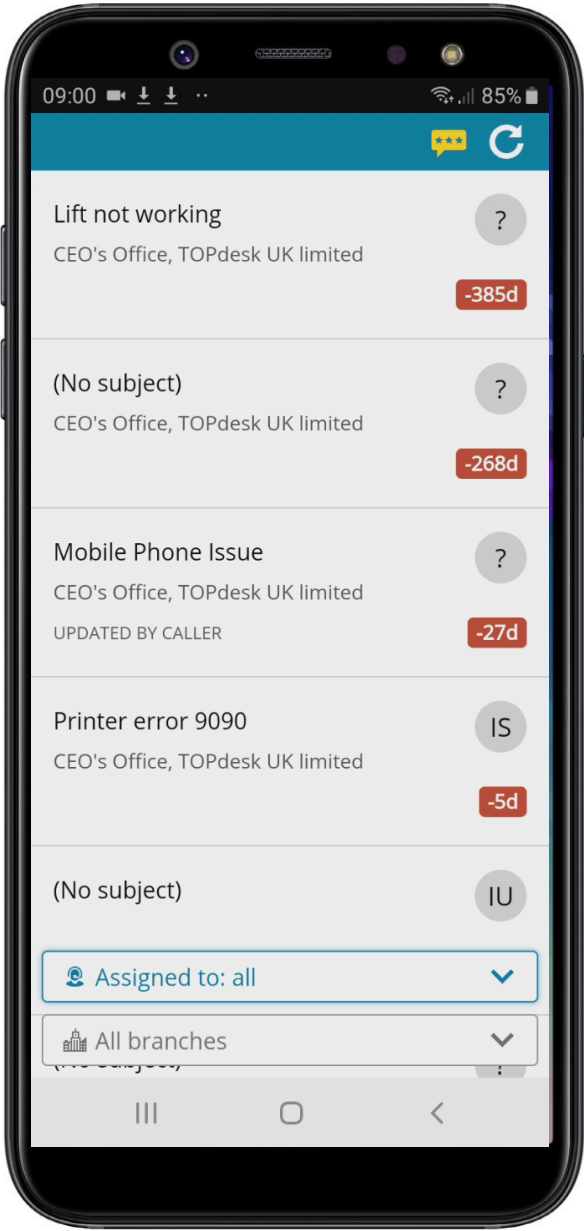 09:00
85%
***
Lift not working
?
CEO's Office, TOPdesk UK limited
-385d
(No subject)
?
CEO's Office, TOPdesk UK limited
-268d
Mobile Phone Issue
?
CEO's Office, TOPdesk UK limited
UPDATED BY CALLER
-27d
Printer error 9090
IS
CEO's Office, TOPdesk UK limited
-5d
(No subject)
IU
Assigned to: all
All branches
(No subject)
?